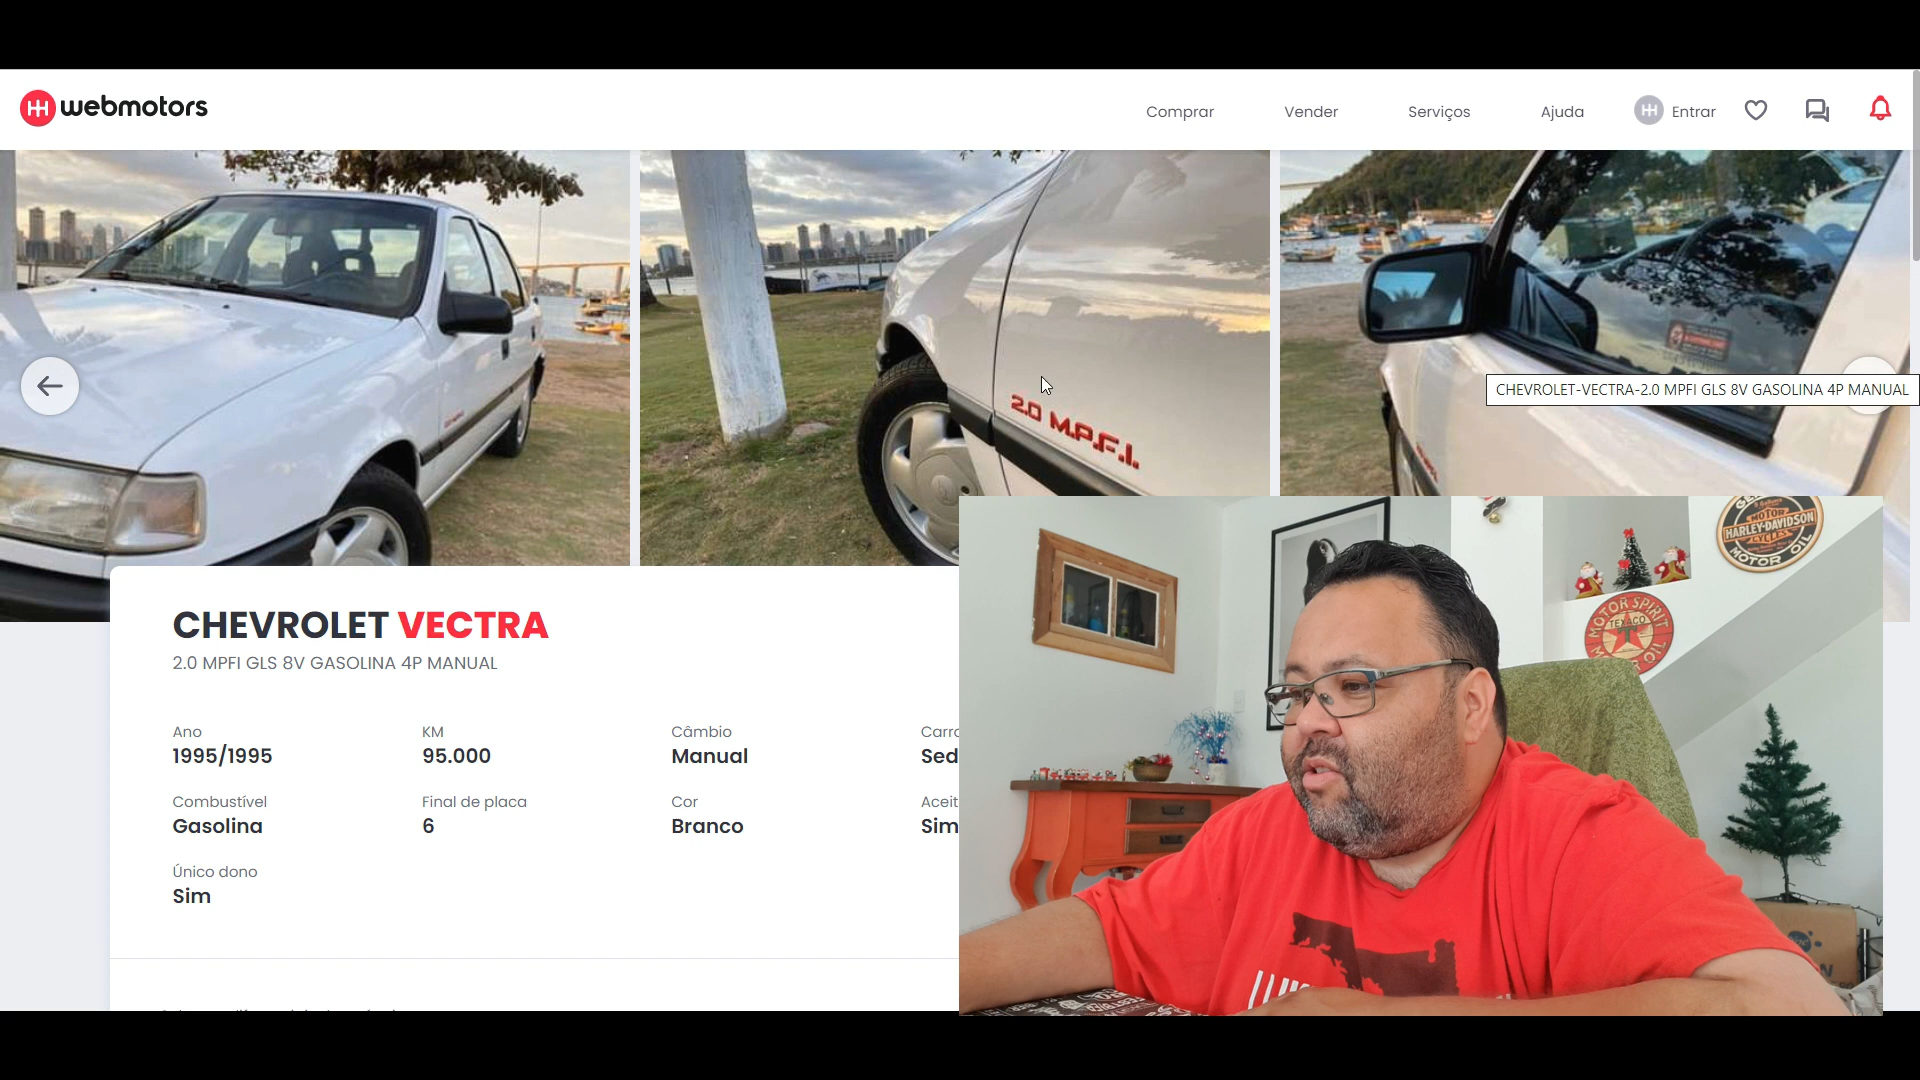 webmotors
Comprar
Vender
Serviços
Ajuda
Entrar
2.0 M.P.F.I.
CHEVROLET-VECTRA-2.0 MPFI GLS 8V GASOLINA 4P MANUAL
CHEVROLET VECTRA
2.0 MPFI GLS 8V GASOLINA 4P MANUAL
Ano
1995/1995
KM
95.000
Câmbio
Manual
Carro
Sed
Combustível
Gasolina
Final de placa
6
Cor
Branco
Aceit
Sim
Único dono
Sim
MOTOR
HARLEY-DAVIDSON
CYCLES
MOTOR OIL
MOTOR SPIRIT
TEXACO